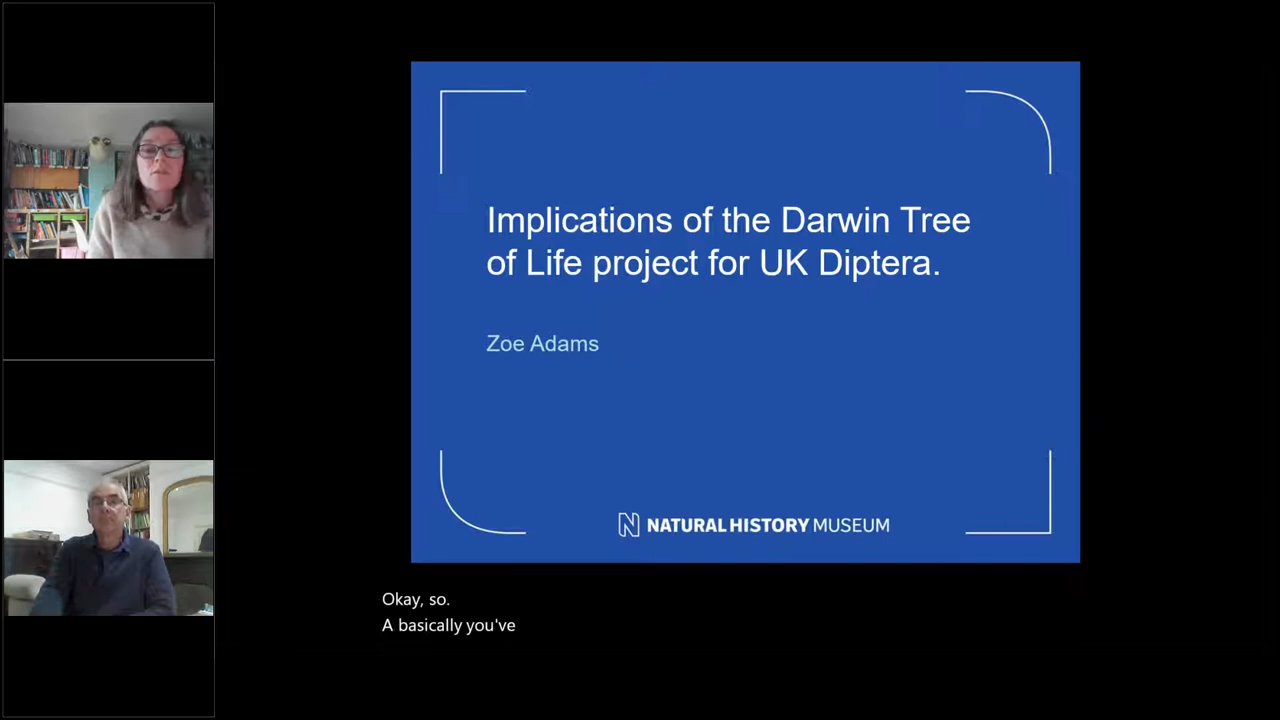 Implications of the Darwin Tree
of Life project for UK Diptera.
Zoe Adams
NATURAL HISTORY MUSEUM
Okay, so.
A basically you've